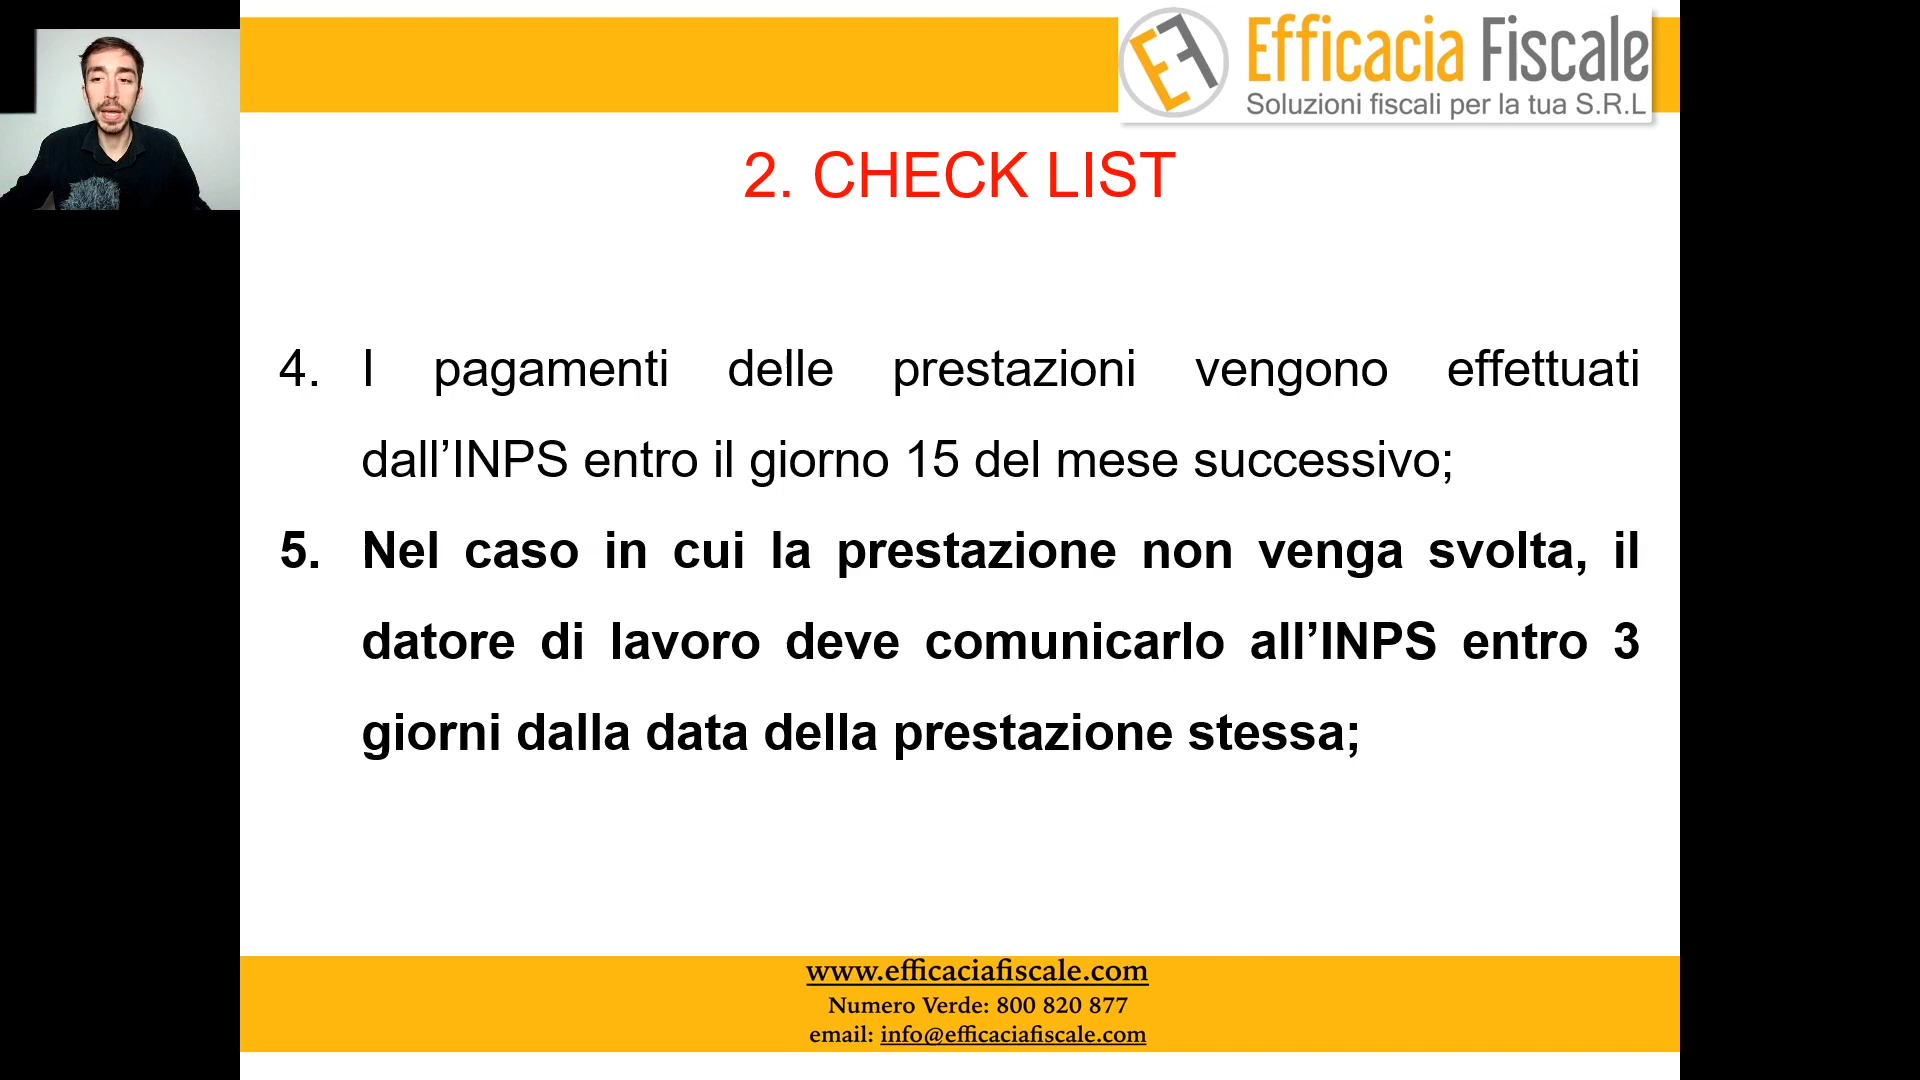 EF
Efficacia Fiscale
Soluzioni fiscali per la tua S.R.L
2. CHECK LIST
4. I pagamenti delle prestazioni vengono effettuati
dall’INPS entro il giorno 15 del mese successivo;
5. Nel caso in cui la prestazione non venga svolta, il
datore di lavoro deve comunicarlo all’INPS entro 3
giorni dalla data della prestazione stessa;
www.efficaciafiscale.com
Numero Verde: 800 820 877
email: info@efficaciafiscale.com